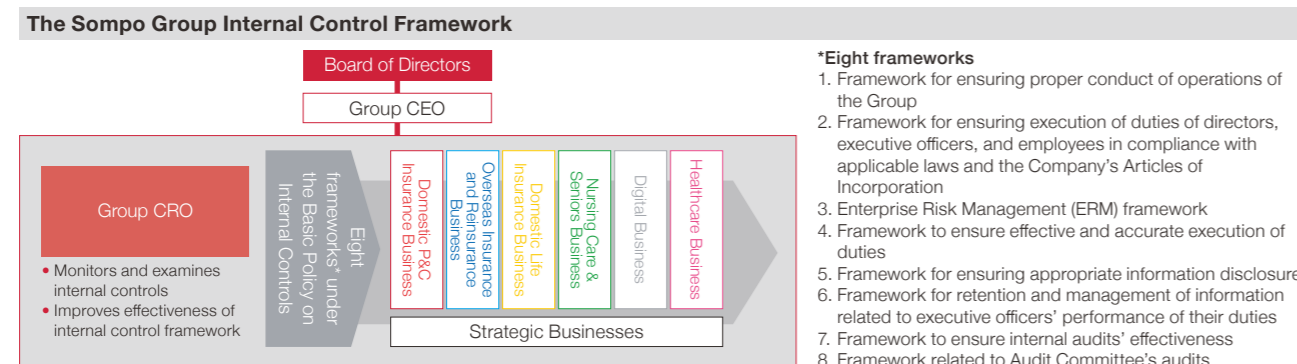 The Sompo Group Internal Control Framework
Board of Directors
Group CEO
Group CRO
• Monitors and examines
internal controls
• Improves effectiveness of
internal control framework
Eight
frameworks* under
the Basic Policy on
Internal Controls
Domestic P&C
Insurance Business
Overseas Insurance
and Reinsurance
Business
Domestic Life
Insurance Business
Nursing Care &
Seniors Business
Digital Business
Healthcare Business
Strategic Businesses
*Eight frameworks
1. Framework for ensuring proper conduct of operations of
the Group
2. Framework for ensuring execution of duties of directors,
executive officers, and employees in compliance with
applicable laws and the Company's Articles of
Incorporation
3. Enterprise Risk Management (ERM) framework
4. Framework to ensure effective and accurate execution of
duties
5. Framework for ensuring appropriate information disclosure
6. Framework for retention and management of information
related to executive officers' performance of their duties
7. Framework to ensure internal audits' effectiveness
8. Framework related to Audit Committee's audits